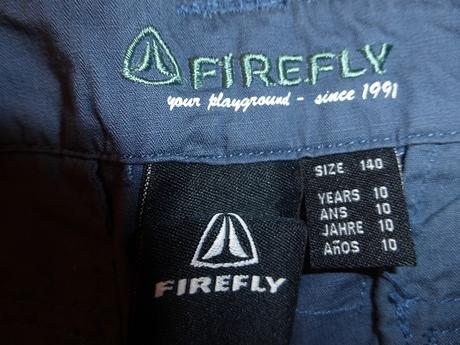 FIREFLY
your playground - since 1991
SIZE 140
YEARS 10
ANS 10
JAHRE 10
AÑOS 10
FIREFLY